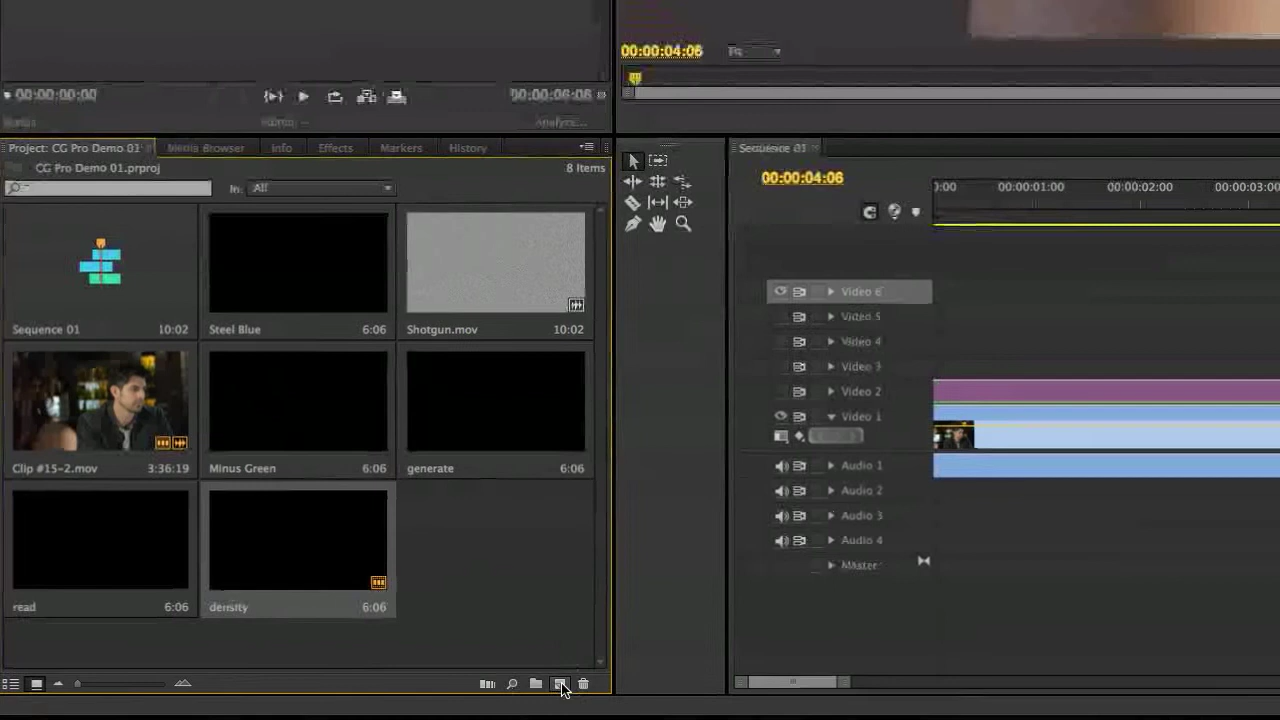 00:00:04:06
Fit
00:00:00:00
00:00:06:06
Project: CG Pro Demo 01
Media Browser
Info
Effects
Markers
History
CG Pro Demo 01.prproj
8 Items
In:
All
Sequence 01
10:02
Steel Blue
6:06
Shotgun.mov
10:02
Clip #15-2.mov
3:36:19
Minus Green
6:06
generate
6:06
read
6:06
density
6:06
Sequence 01
00:00:04:06
0:00
00:00:01:00
00:00:02:00
00:00:03:00
Video 6
Video 5
Video 4
Video 3
Video 2
Video 1
Audio 1
Audio 2
Audio 3
Audio 4
Master